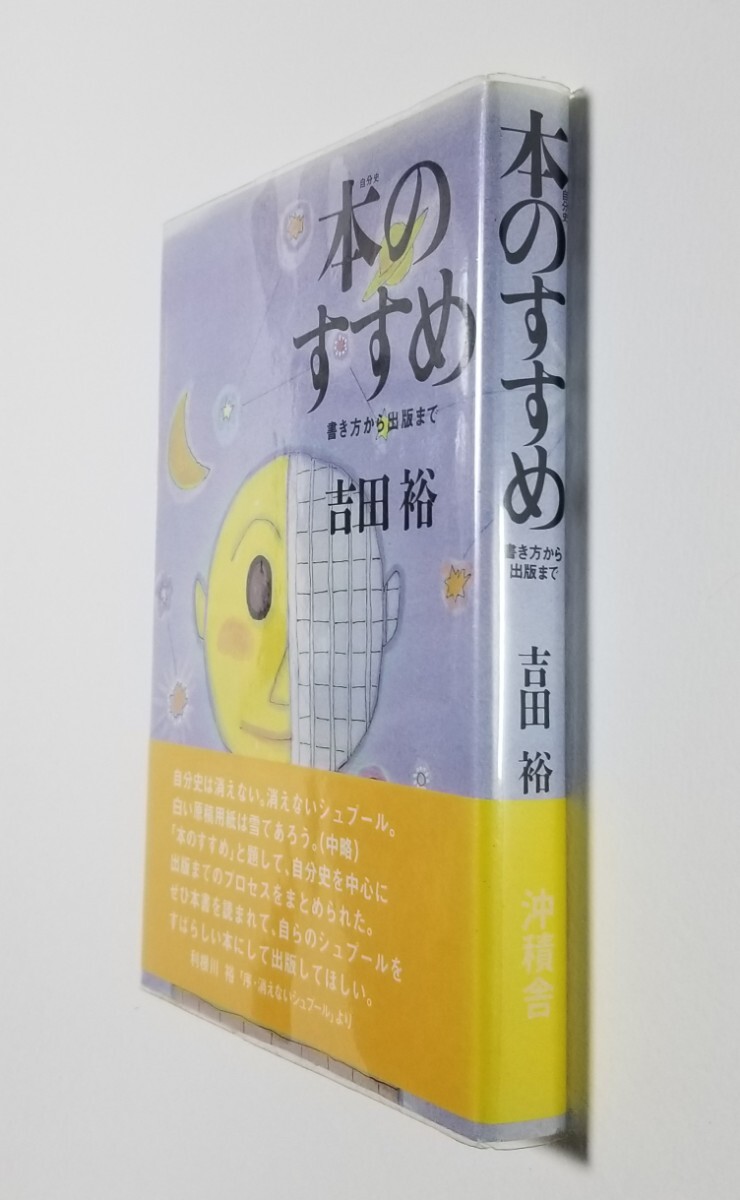 自分史
本の
すすめ
書き方から出版まで
吉田 裕
自分史は消えない。消えないシュプール。
白い原稿用紙は雪であろう。(中略)
「本のすすめ」と題して、自分史を中心に
出版までのプロセスをまとめられた。
ぜひ本書を読まれて、自らのシュプールを
すばらしい本にして出版してほしい。
利根川 裕「序・消えないシュプール」より
自分史
本のすすめ
書き方から
出版まで
吉田 裕
沖積舎